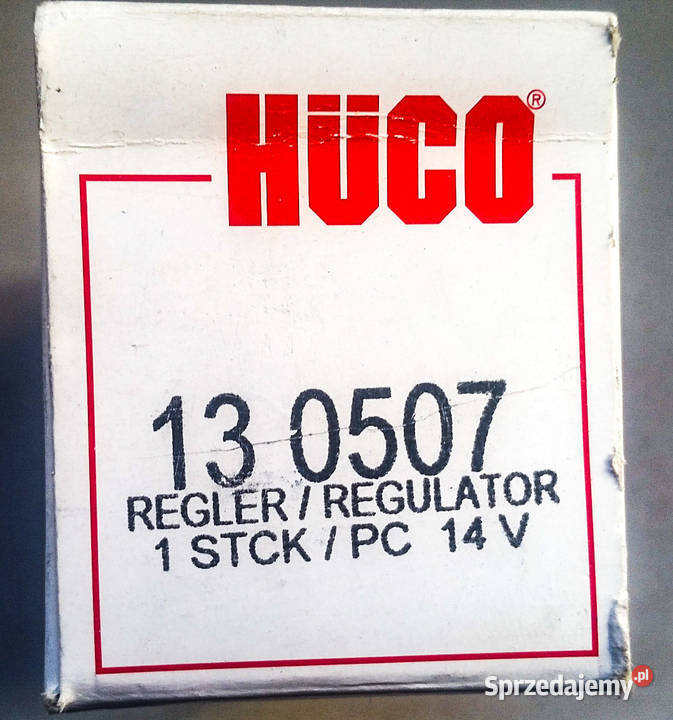 HÜCO®
13 0507
REGLER / REGULATOR
1 STCK / PC 14 V
Sprzedajemy.pl